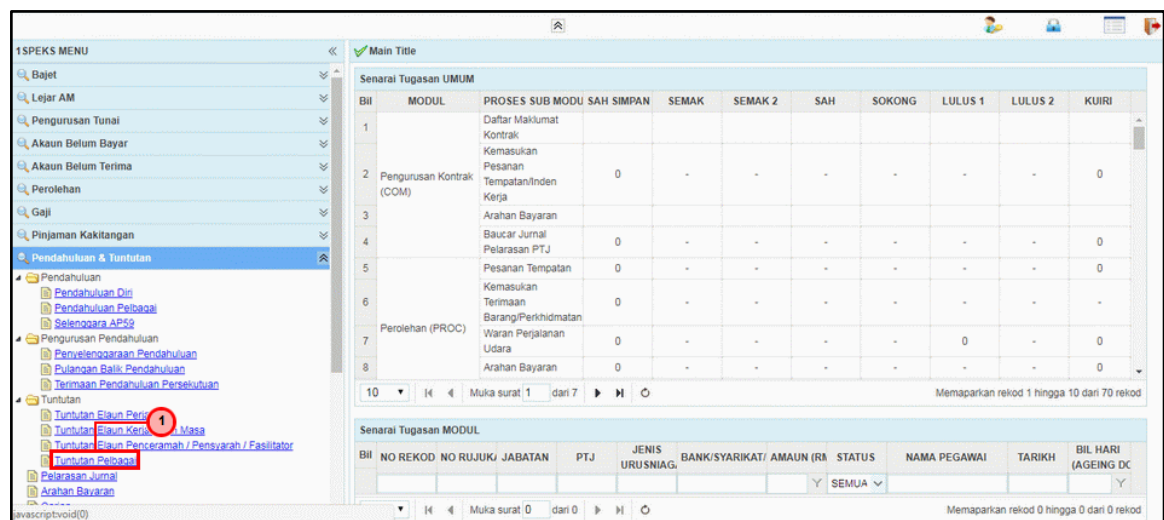 1SPEKS MENU
Main Title
Bajet
Lejar AM
Pengurusan Tunai
Akaun Belum Bayar
Akaun Belum Terima
Perolehan
Gaji
Pinjaman Kakitangan
Pendahuluan & Tuntutan
Pendahuluan
Pendahuluan Diri
Pendahuluan Pelbagai
Selenggara AP59
Pengurusan Pendahuluan
Penyelenggaraan Pendahuluan
Pulangan Balik Pendahuluan
Terimaan Pendahuluan Persekutuan
Tuntutan
Tuntutan Elaun Perja
1
Tuntutan Elaun Kerja Masa
Tuntutan Elaun Penceramah / Pensyarah / Fasilitator
Tuntutan Pelbagai
Pelarasan Jurnal
Arahan Bayaran
javascript:void(0)
Senarai Tugasan UMUM
Bil MODUL PROSES SUB MODU SAH SIMPAN SEMAK SEMAK 2 SAH SOKONG LULUS 1 LULUS 2 KUIRI
1 Daftar Maklumat
Kontrak
2 Pengurusan Kontrak
(COM)
Kemasukan
Pesanan
Tempatan/Inden
Kerja
0 - - - - - - 0
3 Arahan Bayaran
4 Baucar Jurnal
Pelarasan PTJ
0 - - - - - - 0
5 Pesanan Tempatan 0 - - - - - - 0
6 Kemasukan
Terimaan
Barang/Perkhidmatan
0 - - - - - - -
Perolehan (PROC)
7 Waran Perjalanan
Udara
0 - - - - 0 - 0
8 Arahan Bayaran 0 - - - - - - 0
10 Muka surat 1 dari 7 Memaparkan rekod 1 hingga 10 dari 70 rekod
Senarai Tugasan MODUL
Bil NO REKOD NO RUJUK JABATAN PTJ JENIS
URUSNIAG BANK/SYARIKAT/ AMAUN (RM STATUS NAMA PEGAWAI TARIKH BIL HARI
(AGEING DO
SEMUA
Muka surat 0 dari 0 Memaparkan rekod 0 hingga 0 dari 0 rekod